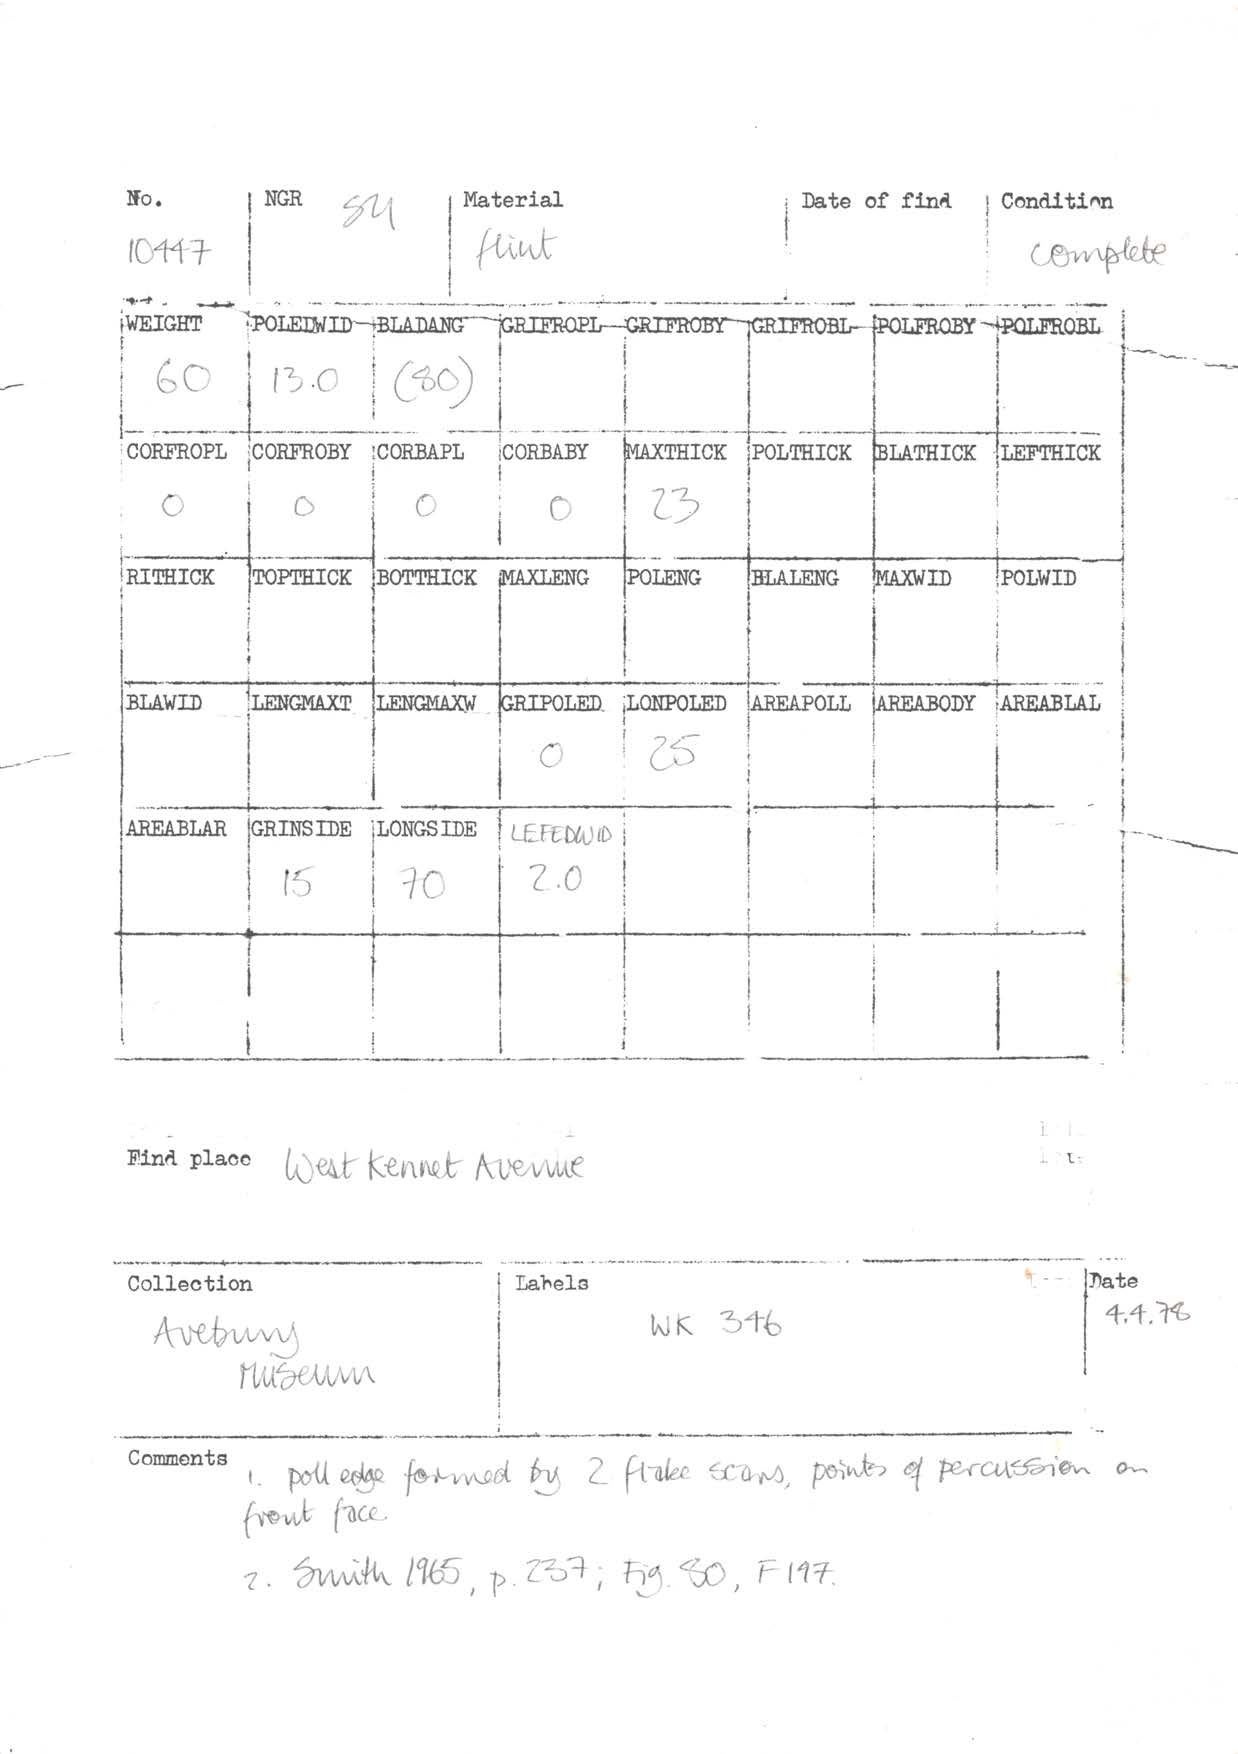 No. NGR SU Material Date of find Condition
10447 flint complete
WEIGHT POLEDWID BLADANG GRIFROPL GRIFROBY GRIFROBL POLFROBY POLFROBL
60 13.0 (80)
CORFROPL CORFROBY CORBAPL CORBABY MAXTHICK POLTHICK BLATHICK LEFTHICK
0 0 0 0 23
RITHICK TOPTHICK BOTTHICK MAXLENG POLENG BLALENG MAXWID POLWID
BLAWID LENGMAXT LENGMAXW GRIPOLED LONPOLED AREAPOLL AREABODY AREABLAL
0 25
AREABLAR GRINSIDE LONGSIDE LEFEDWID
15 70 2.0
Find place West Kennet Avenue
Collection Labels Date
Avebury WK 346 4.4.78
Museum
Comments 1. poll edge formed by 2 flake scars, points of percussion on
front face
2. Smith 1965, p. 237; Fig. 80, F197.